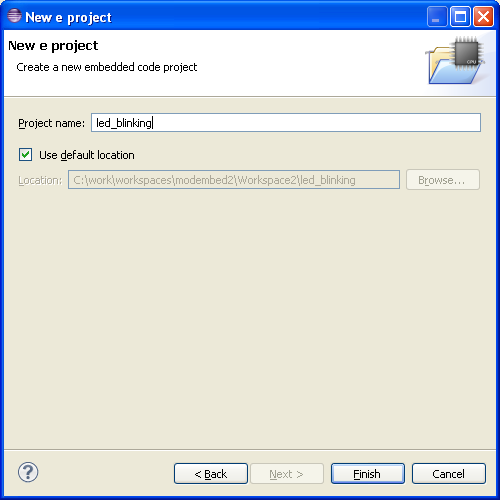 New e project
New e project
Create a new embedded code project
CPU
Project name: led_blinking
Use default location
Location: C:\work\workspaces\modembed2\Workspace2\led_blinking Browse...
? < Back Next > Finish Cancel